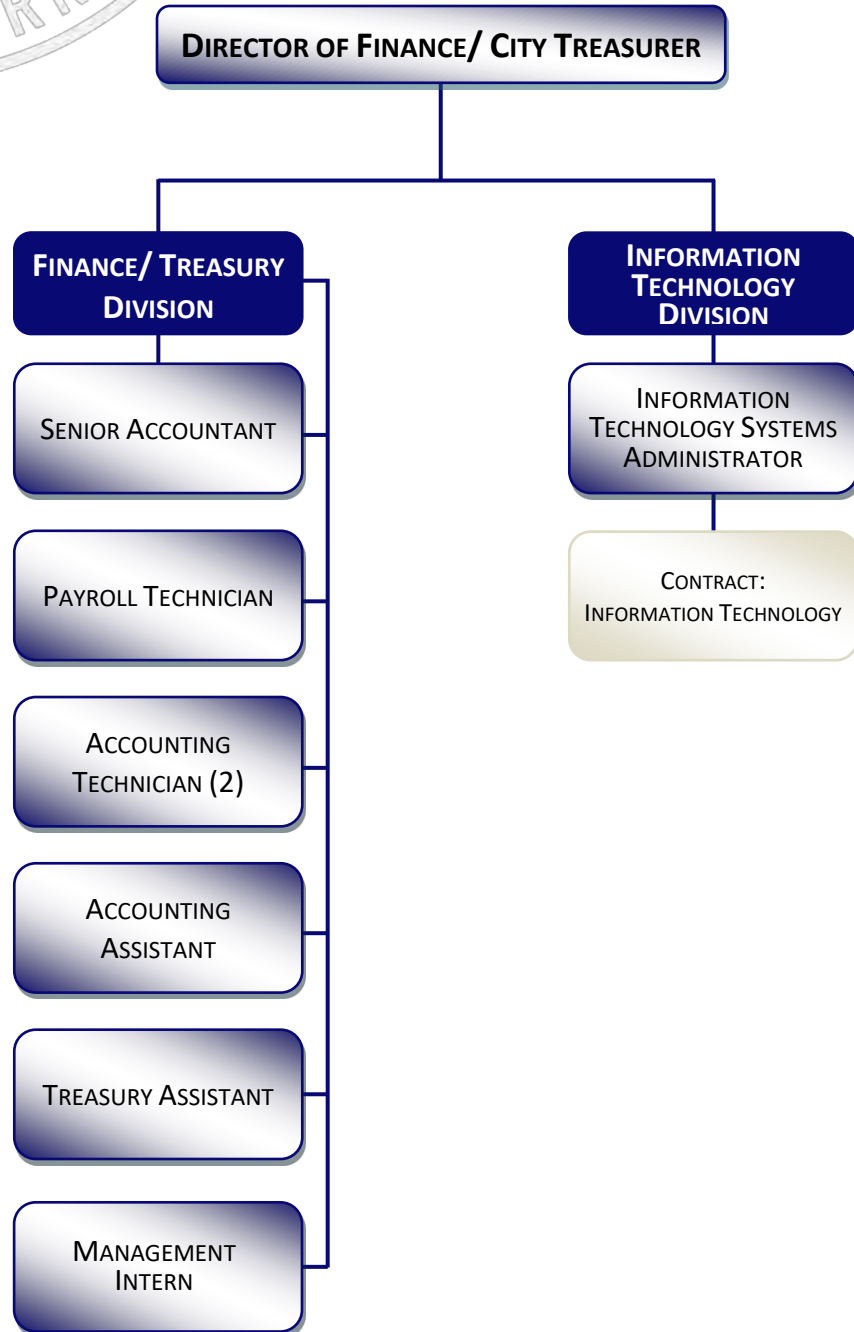 DIRECTOR OF FINANCE/ CITY TREASURER
FINANCE/ TREASURY
DIVISION
SENIOR ACCOUNTANT
PAYROLL TECHNICIAN
ACCOUNTING
TECHNICIAN (2)
ACCOUNTING
ASSISTANT
TREASURY ASSISTANT
MANAGEMENT
INTERN
INFORMATION
TECHNOLOGY
DIVISION
INFORMATION
TECHNOLOGY SYSTEMS
ADMINISTRATOR
CONTRACT:
INFORMATION TECHNOLOGY